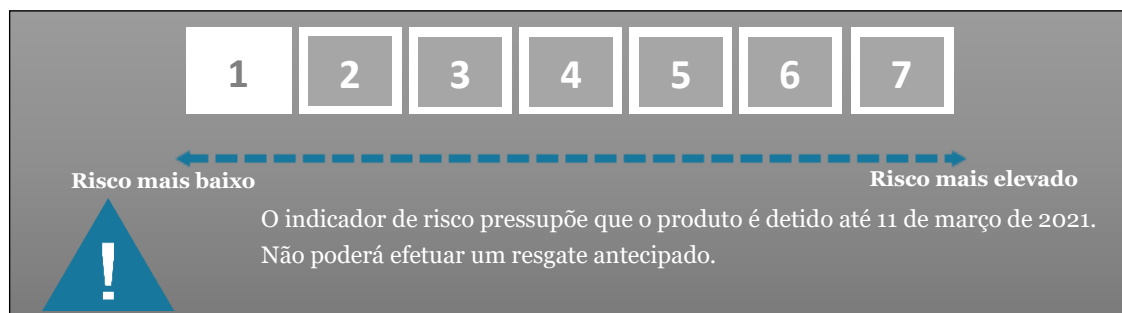 1 2 3 4 5 6 7
Risco mais baixo Risco mais elevado
O indicador de risco pressupõe que o produto é detido até 11 de março de 2021.
Não poderá efetuar um resgate antecipado.
!